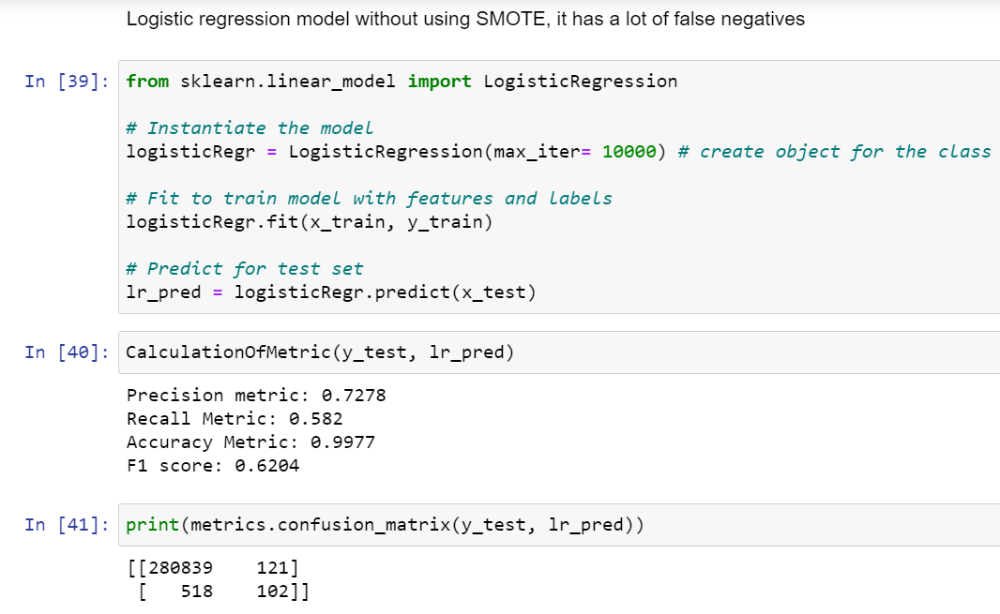 Logistic regression model without using SMOTE, it has a lot of false negatives
In [39]: from sklearn.linear_model import LogisticRegression
# Instantiate the model
logisticRegr = LogisticRegression(max_iter= 10000) # create object for the class
# Fit to train model with features and labels
logisticRegr.fit(x_train, y_train)
# Predict for test set
lr_pred = logisticRegr.predict(x_test)
In [40]: CalculationOfMetric(y_test, lr_pred)
Precision metric: 0.7278
Recall Metric: 0.582
Accuracy Metric: 0.9977
F1 score: 0.6204
In [41]: print(metrics.confusion_matrix(y_test, lr_pred))
[[280839    121]
 [   518    102]]